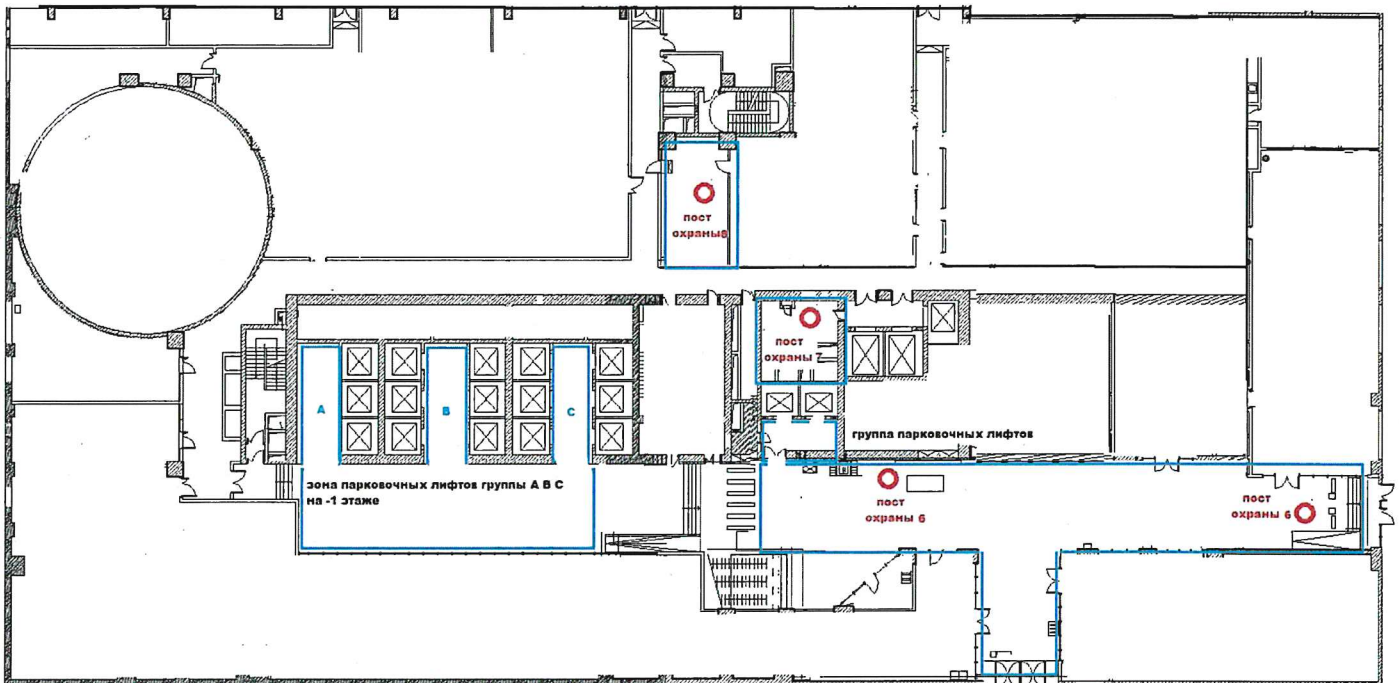 пост
охраны8
пост
охраны 7
A
B
C
группа парковочных лифтов
зона парковочных лифтов группы A B C
на -1 этаже
пост
охраны 6
пост
охраны 6